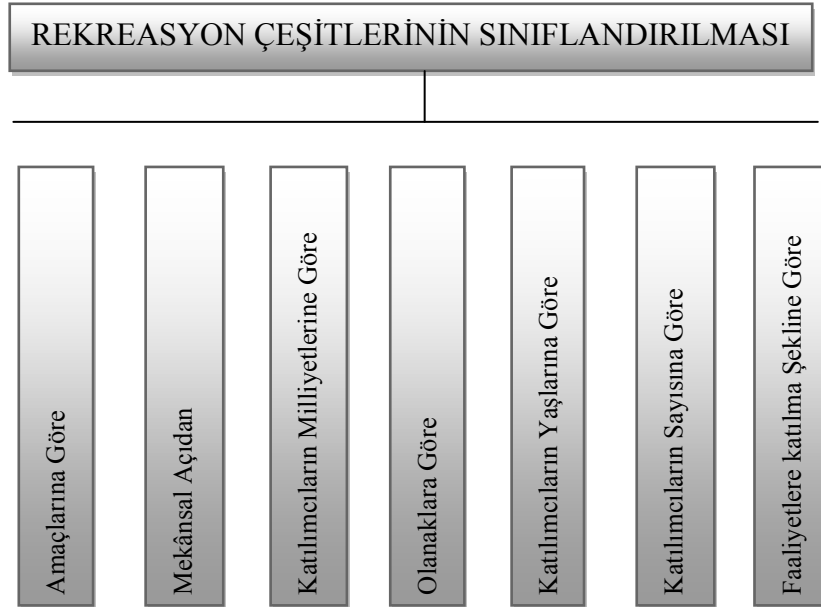 REKREASYON ÇEŞİTLERİNİN SINIFLANDIRILMASI
Amaçlarına Göre
Mekânsal Açıdan
Katılımcıların Milliyetlerine Göre
Olanaklara Göre
Katılımcıların Yaşlarına Göre
Katılımcıların Sayısına Göre
Faaliyetlere katılma Şekline Göre